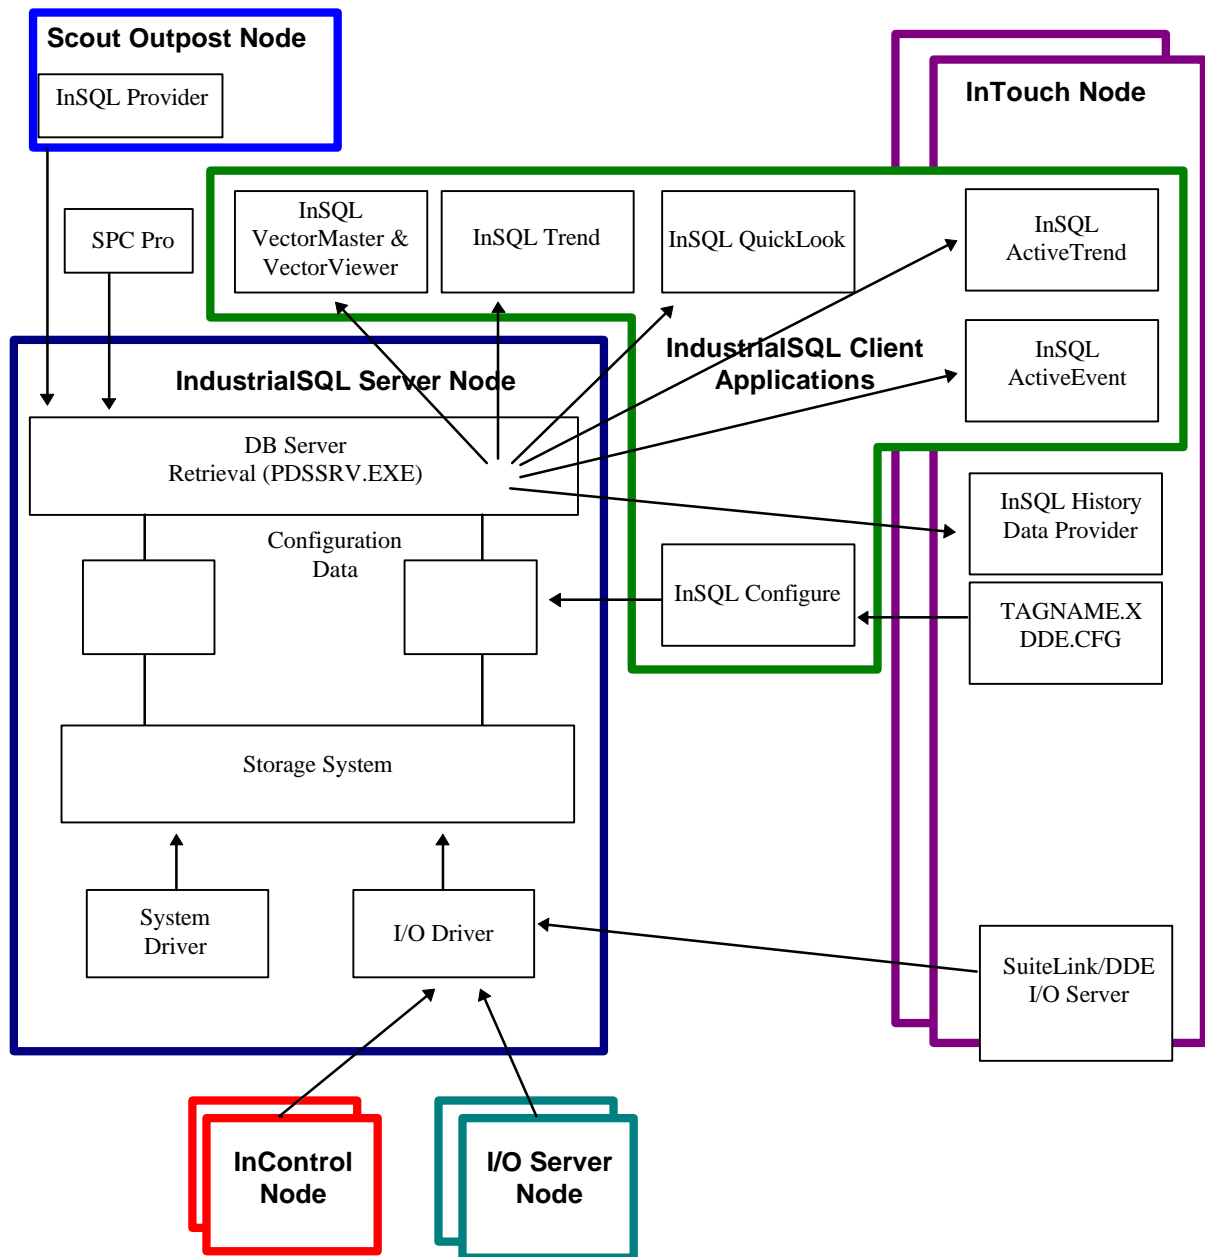 Scout Outpost Node
InSQL Provider
InTouch Node
SPC Pro
InSQL
VectorMaster &
VectorViewer
InSQL Trend
InSQL QuickLook
InSQL
ActiveTrend
IndustrialSQL Client
Applications
InSQL
ActiveEvent
IndustrialSQL Server Node
DB Server
Retrieval (PDSSRV.EXE)
InSQL History
Data Provider
Configuration
Data
InSQL Configure
TAGNAME.X
DDE.CFG
Storage System
System
Driver
I/O Driver
SuiteLink/DDE
I/O Server
InControl
Node
I/O Server
Node